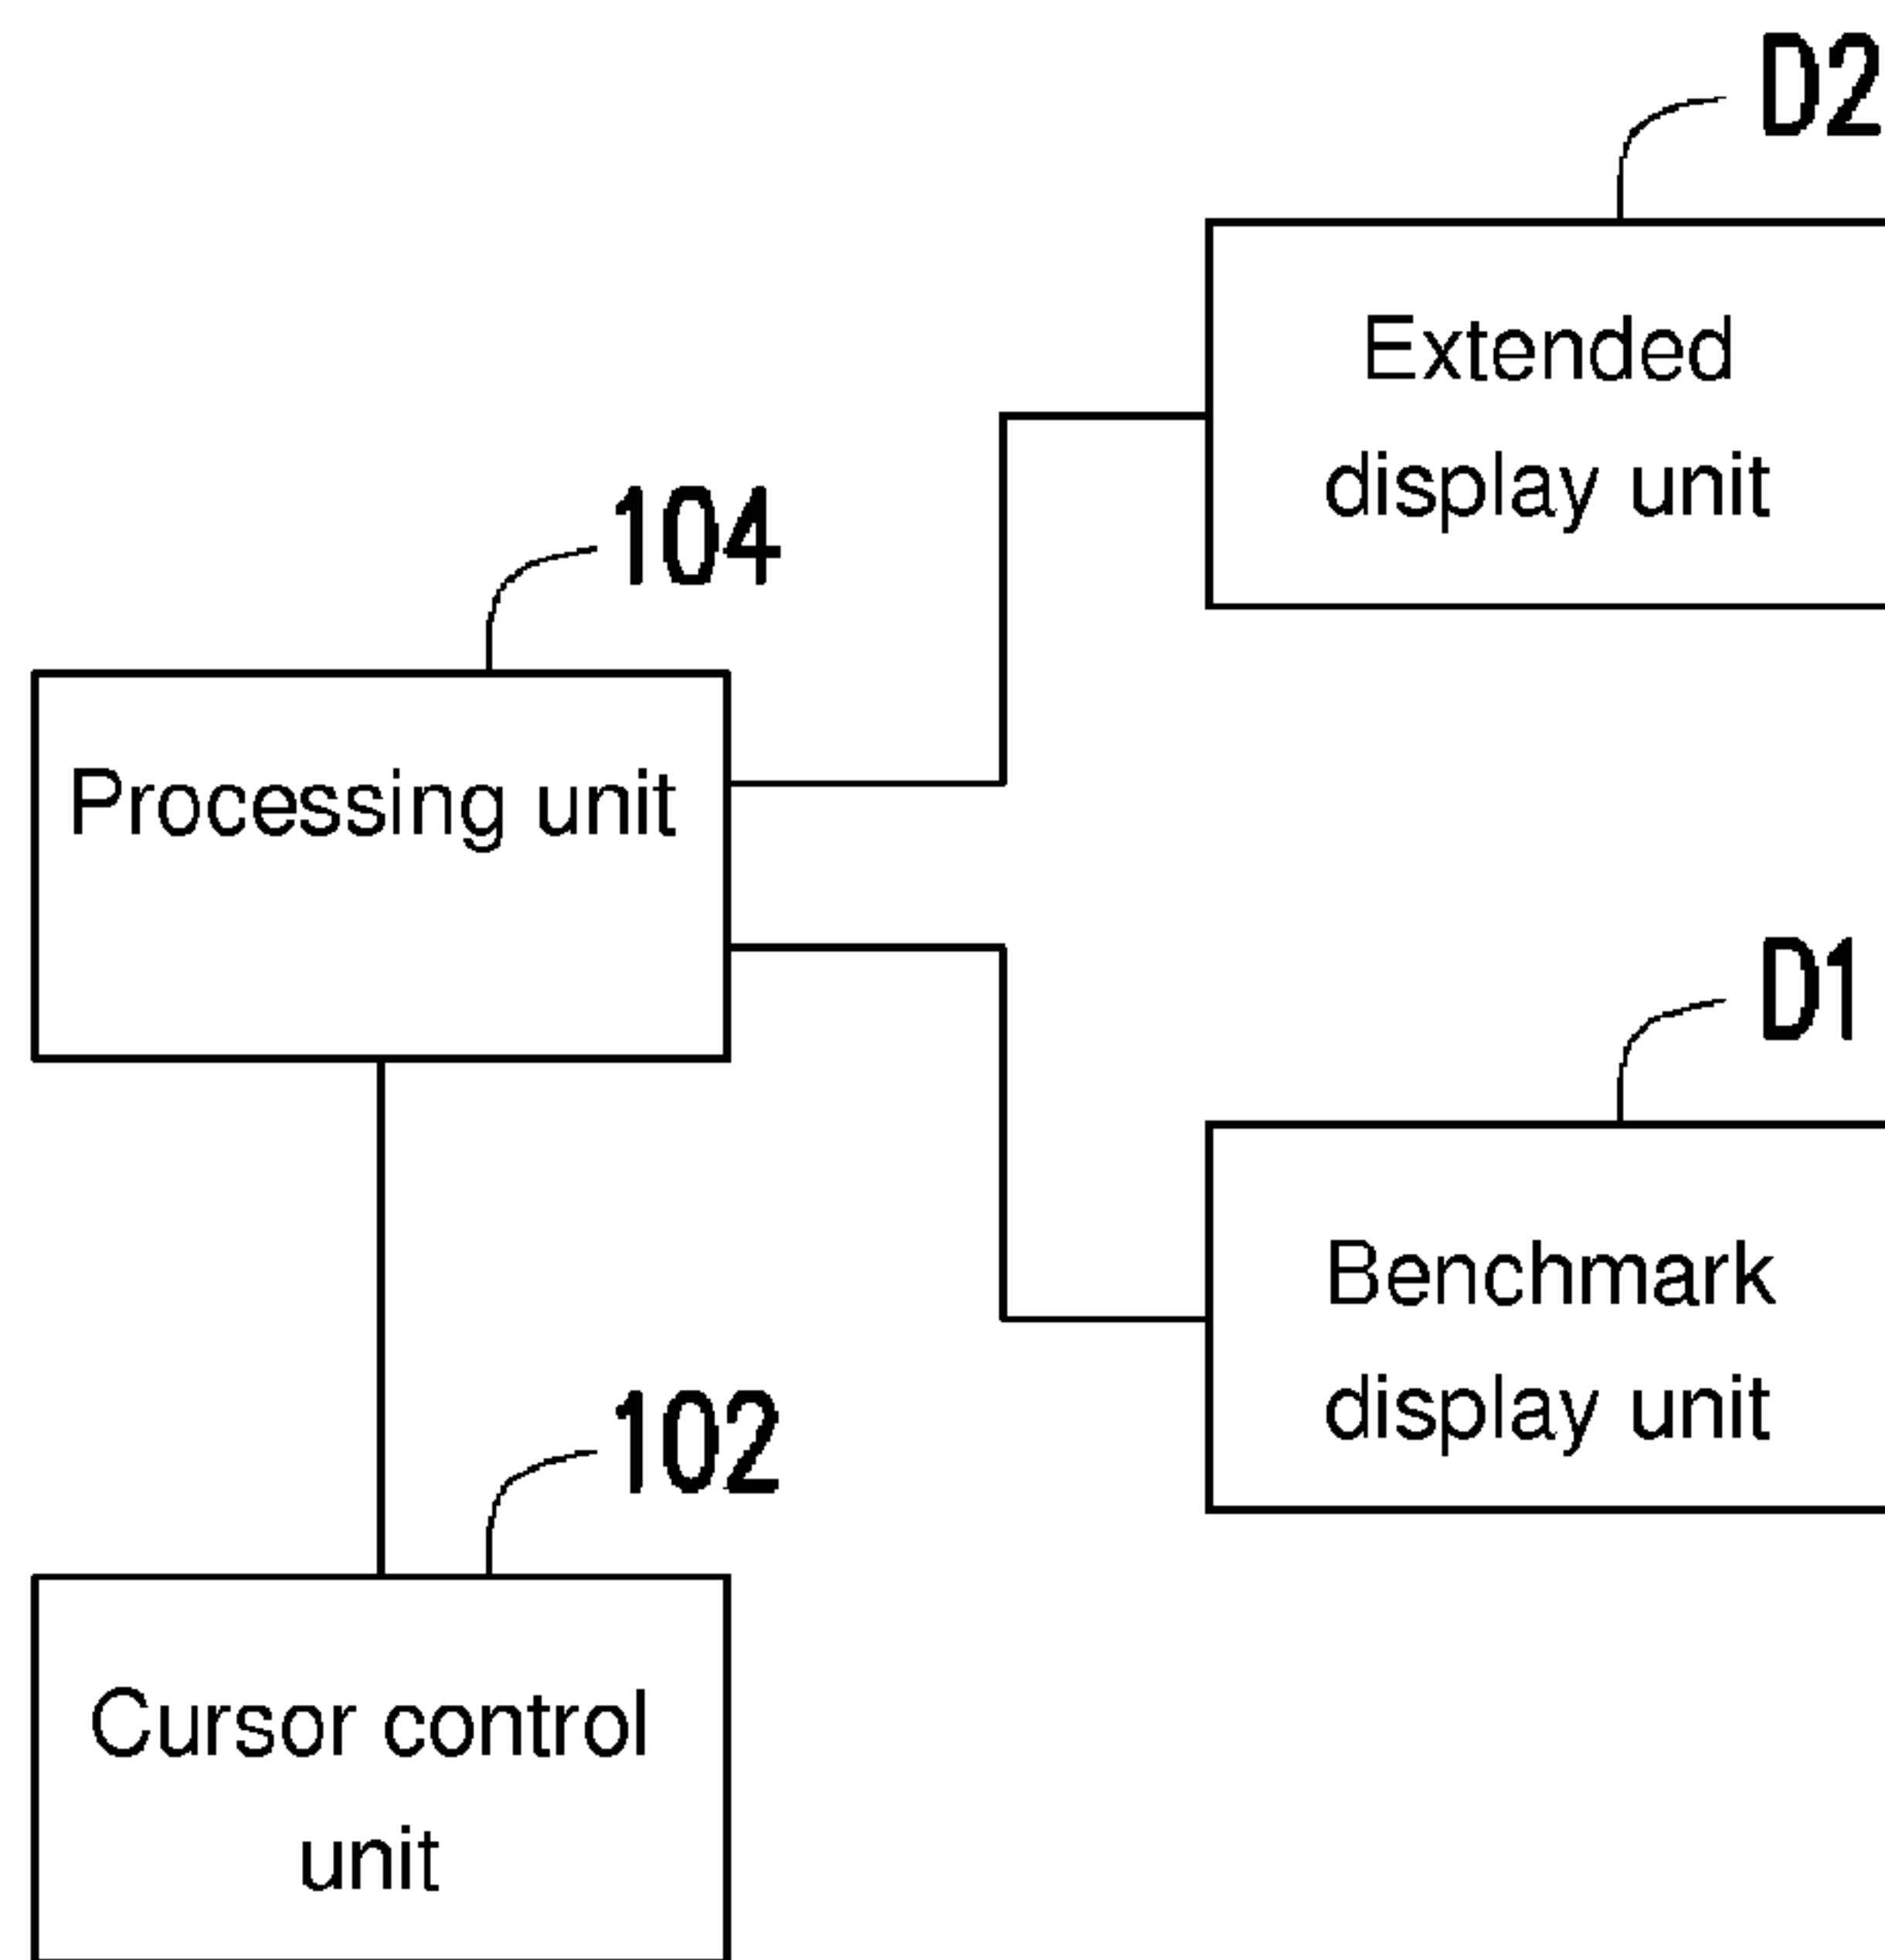 D2
Extended
display unit
104
Processing unit
D1
Benchmark
display unit
102
Cursor control
unit